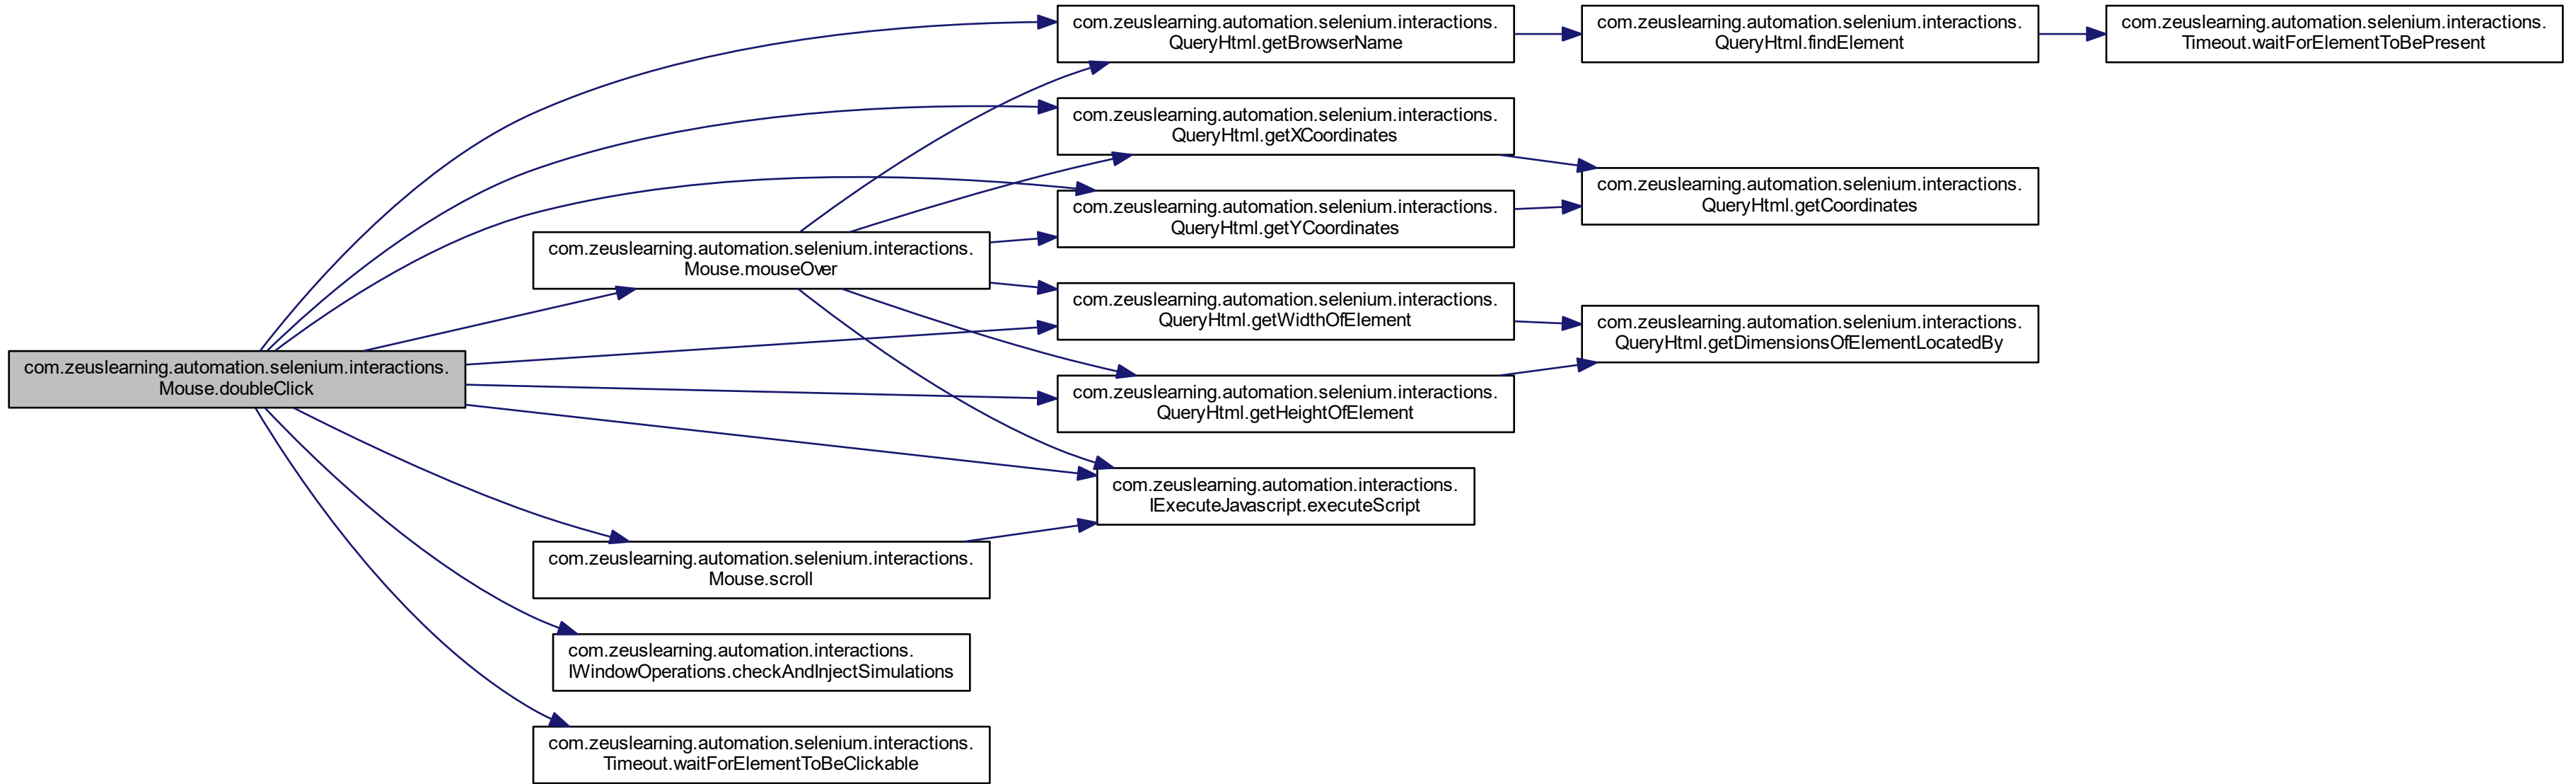 com.zeuslearning.automation.selenium.interactions.
Mouse.doubleClick
com.zeuslearning.automation.selenium.interactions.
Mouse.mouseOver
com.zeuslearning.automation.selenium.interactions.
Mouse.scroll
com.zeuslearning.automation.interactions.
IWindowOperations.checkAndInjectSimulations
com.zeuslearning.automation.selenium.interactions.
Timeout.waitForElementToBeClickable
com.zeuslearning.automation.selenium.interactions.
QueryHtml.getBrowserName
com.zeuslearning.automation.selenium.interactions.
QueryHtml.getXCoordinates
com.zeuslearning.automation.selenium.interactions.
QueryHtml.getYCoordinates
com.zeuslearning.automation.selenium.interactions.
QueryHtml.getWidthOfElement
com.zeuslearning.automation.selenium.interactions.
QueryHtml.getHeightOfElement
com.zeuslearning.automation.interactions.
IExecuteJavascript.executeScript
com.zeuslearning.automation.selenium.interactions.
QueryHtml.findElement
com.zeuslearning.automation.selenium.interactions.
QueryHtml.getCoordinates
com.zeuslearning.automation.selenium.interactions.
QueryHtml.getDimensionsOfElementLocatedBy
com.zeuslearning.automation.selenium.interactions.
Timeout.waitForElementToBePresent